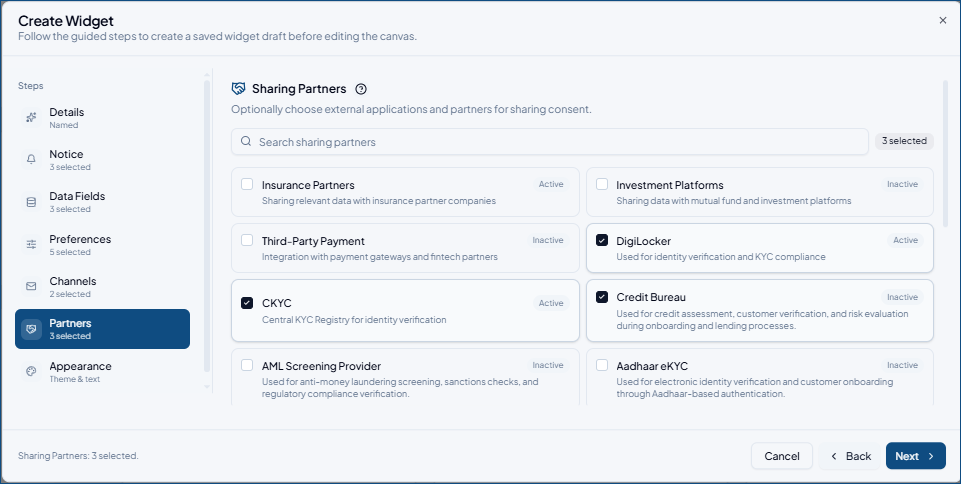 Create Widget
Follow the guided steps to create a saved widget draft before editing the canvas.
Steps
Details
Named
Notice
3 selected
Data Fields
3 selected
Preferences
5 selected
Channels
2 selected
Partners
3 selected
Appearance
Theme & text
Sharing Partners
Optionally choose external applications and partners for sharing consent.
Search sharing partners
3 selected
Insurance Partners
Active
Sharing relevant data with insurance partner companies
Investment Platforms
Inactive
Sharing data with mutual fund and investment platforms
Third-Party Payment
Inactive
Integration with payment gateways and fintech partners
DigiLocker
Active
Used for identity verification and KYC compliance
CKYC
Active
Central KYC Registry for identity verification
Credit Bureau
Inactive
Used for credit assessment, customer verification, and risk evaluation
during onboarding and lending processes.
AML Screening Provider
Inactive
Used for anti-money laundering screening, sanctions checks, and
regulatory compliance verification.
Aadhaar eKYC
Inactive
Used for electronic identity verification and customer onboarding
through Aadhaar-based authentication.
Sharing Partners: 3 selected.
Cancel
Back
Next